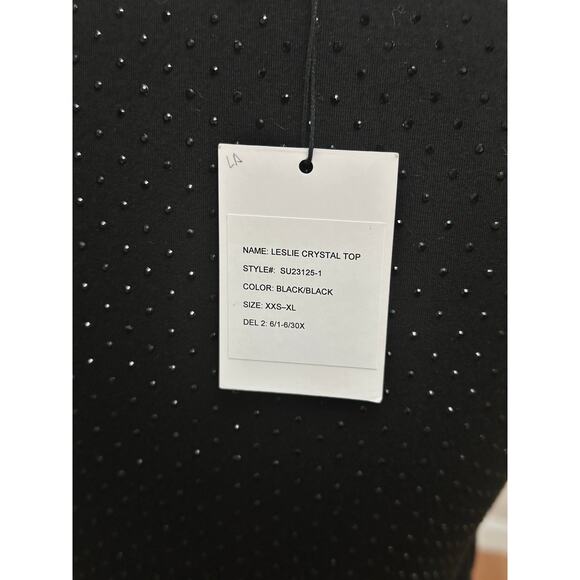 LA
NAME: LESLIE CRYSTAL TOP
STYLE#: SU23125-1
COLOR: BLACK/BLACK
SIZE: XXS–XL
DEL 2: 6/1-6/30X